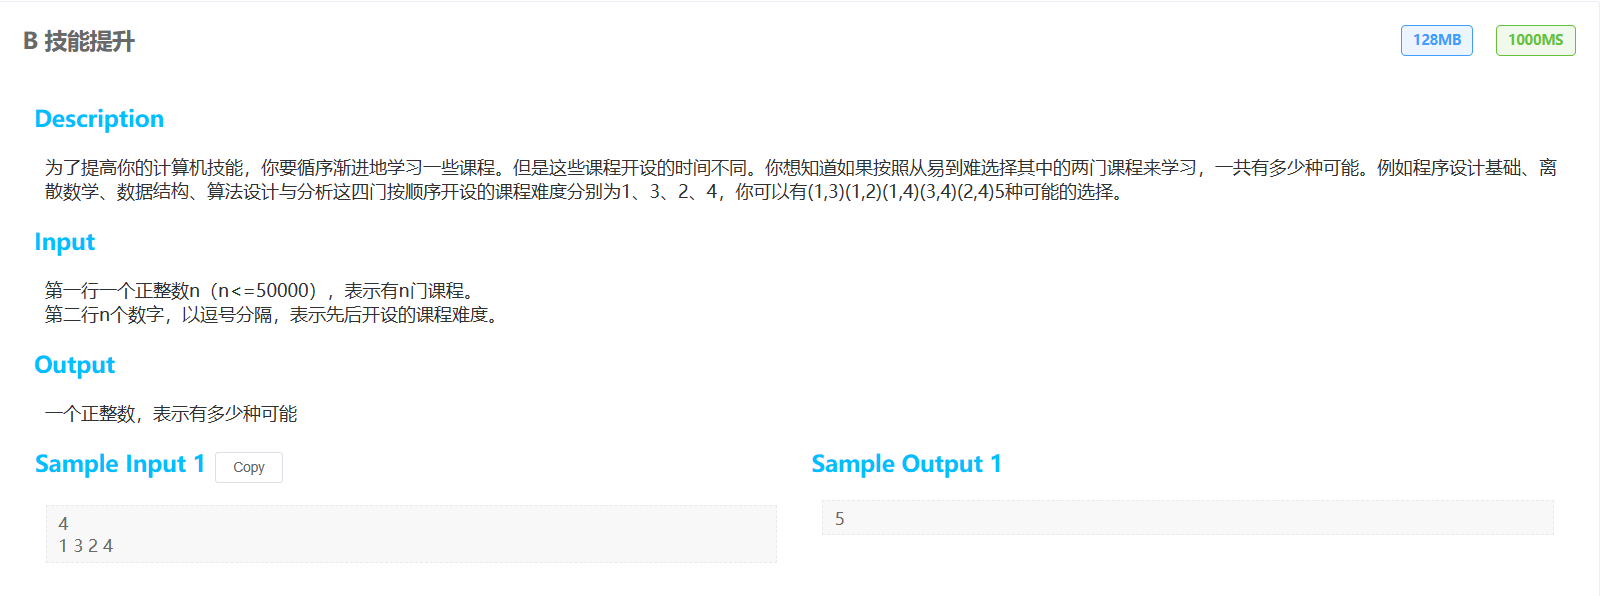 B 技能提升
128MB
1000MS
Description
为了提高你的计算机技能，你要循序渐进地学习一些课程。但是这些课程开设的时间不同。你想知道如果按照从易到难选择其中的两门课程来学习，一共有多少种可能。例如程序设计基础、离
散数学、数据结构、算法设计与分析这四门按顺序开设的课程难度分别为1、3、2、4，你可以有(1,3)(1,2)(1,4)(3,4)(2,4)5种可能的选择。
Input
第一行一个正整数n（n<=50000），表示有n门课程。
第二行n个数字，以逗号分隔，表示先后开设的课程难度。
Output
一个正整数，表示有多少种可能
Sample Input 1
Copy
Sample Output 1
4
1 3 2 4
5